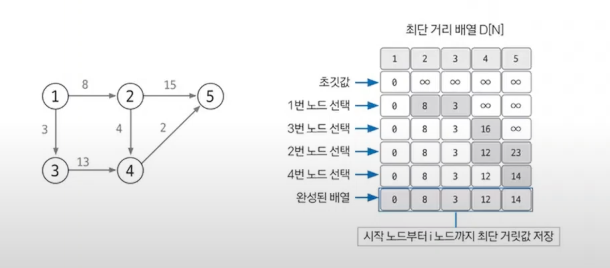 최단 거리 배열 D[N]
1 2 3 4 5
초깃값 0 ∞ ∞ ∞ ∞
1번 노드 선택 0 8 3 ∞ ∞
3번 노드 선택 0 8 3 16 ∞
2번 노드 선택 0 8 3 12 23
4번 노드 선택 0 8 3 12 14
완성된 배열 0 8 3 12 14
시작 노드부터 i 노드까지 최단 거릿값 저장
1 8 2 15 5
3 4 2
3 13 4